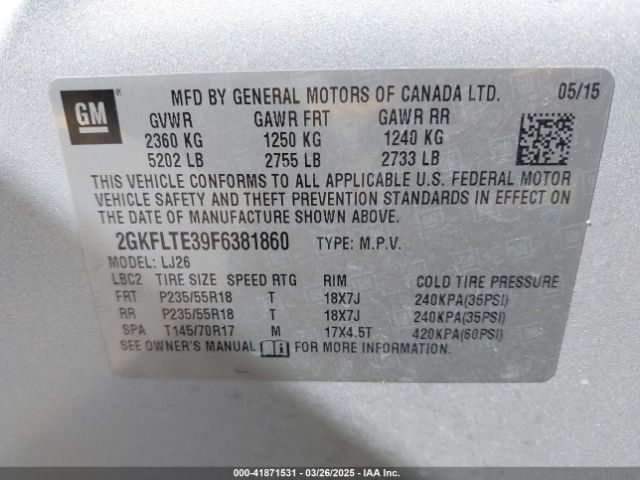 GM
MFD BY GENERAL MOTORS OF CANADA LTD. 05/15
GVWR GAWR FRT GAWR RR
2360 KG 1250 KG 1240 KG
5202 LB 2755 LB 2733 LB
THIS VEHICLE CONFORMS TO ALL APPLICABLE U.S. FEDERAL MOTOR
VEHICLE SAFETY AND THEFT PREVENTION STANDARDS IN EFFECT ON
THE DATE OF MANUFACTURE SHOWN ABOVE.
2GKFLTE39F6381860 TYPE: M.P.V.
MODEL: LJ26
LBC2 TIRE SIZE SPEED RTG RIM COLD TIRE PRESSURE
FRT P235/55R18 T 18X7J 240KPA(35PSI)
RR P235/55R18 T 18X7J 240KPA(35PSI)
SPA T145/70R17 M 17X4.5T 420KPA(60PSI)
SEE OWNER'S MANUAL FOR MORE INFORMATION.
000-41871531 - 03/26/2025 - IAA Inc.